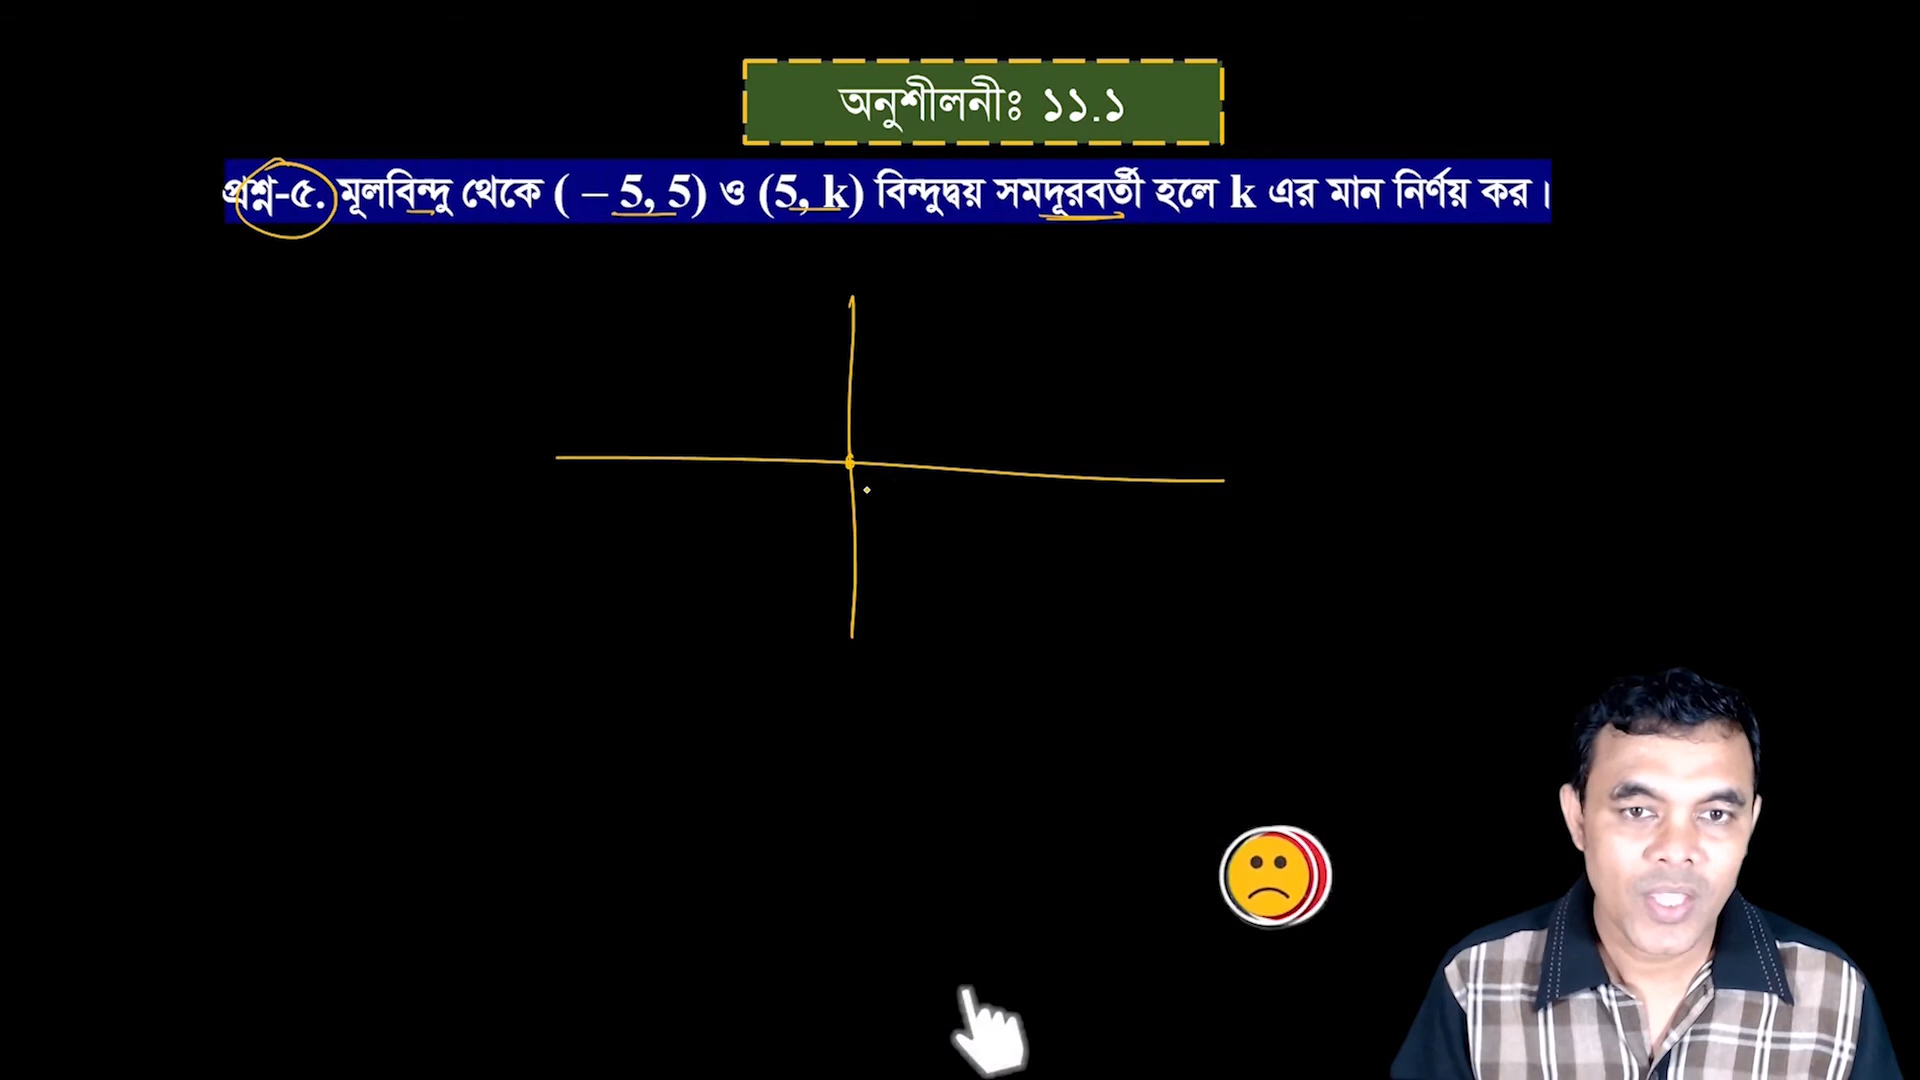 অনুশীলনীঃ ১১.১
প্রশ্ন-৫. মূলবিন্দু থেকে ( – 5, 5) ও (5, k) বিন্দুদ্বয় সমদূরবর্তী হলে k এর মান নির্ণয় কর।